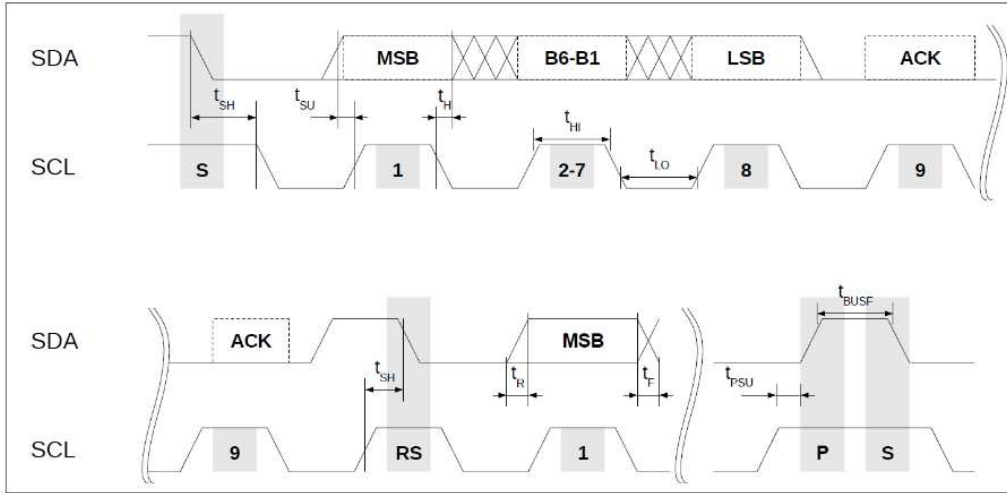 SDA MSB B6-B1 LSB ACK
tSH tSU tH tHI tLO
SCL S 1 2-7 8 9
tBUSF
SDA ACK MSB
tSH tR tF tPSU
SCL 9 RS 1 P S